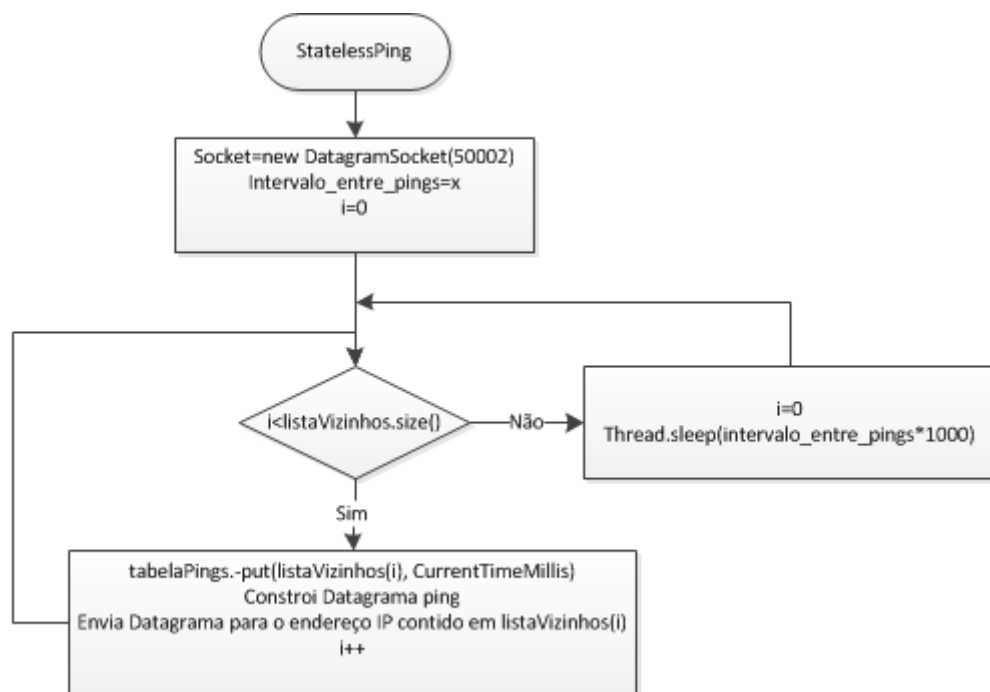 StatelessPing
Socket=new DatagramSocket(50002)
Intervalo_entre_pings=x
i=0
i<listaVizinhos.size()
Não
i=0
Thread.sleep(intervalo_entre_pings*1000)
Sim
tabelaPings.-put(listaVizinhos(i), CurrentTimeMillis)
Constroi Datagrama ping
Envia Datagrama para o endereço IP contido em listaVizinhos(i)
i++